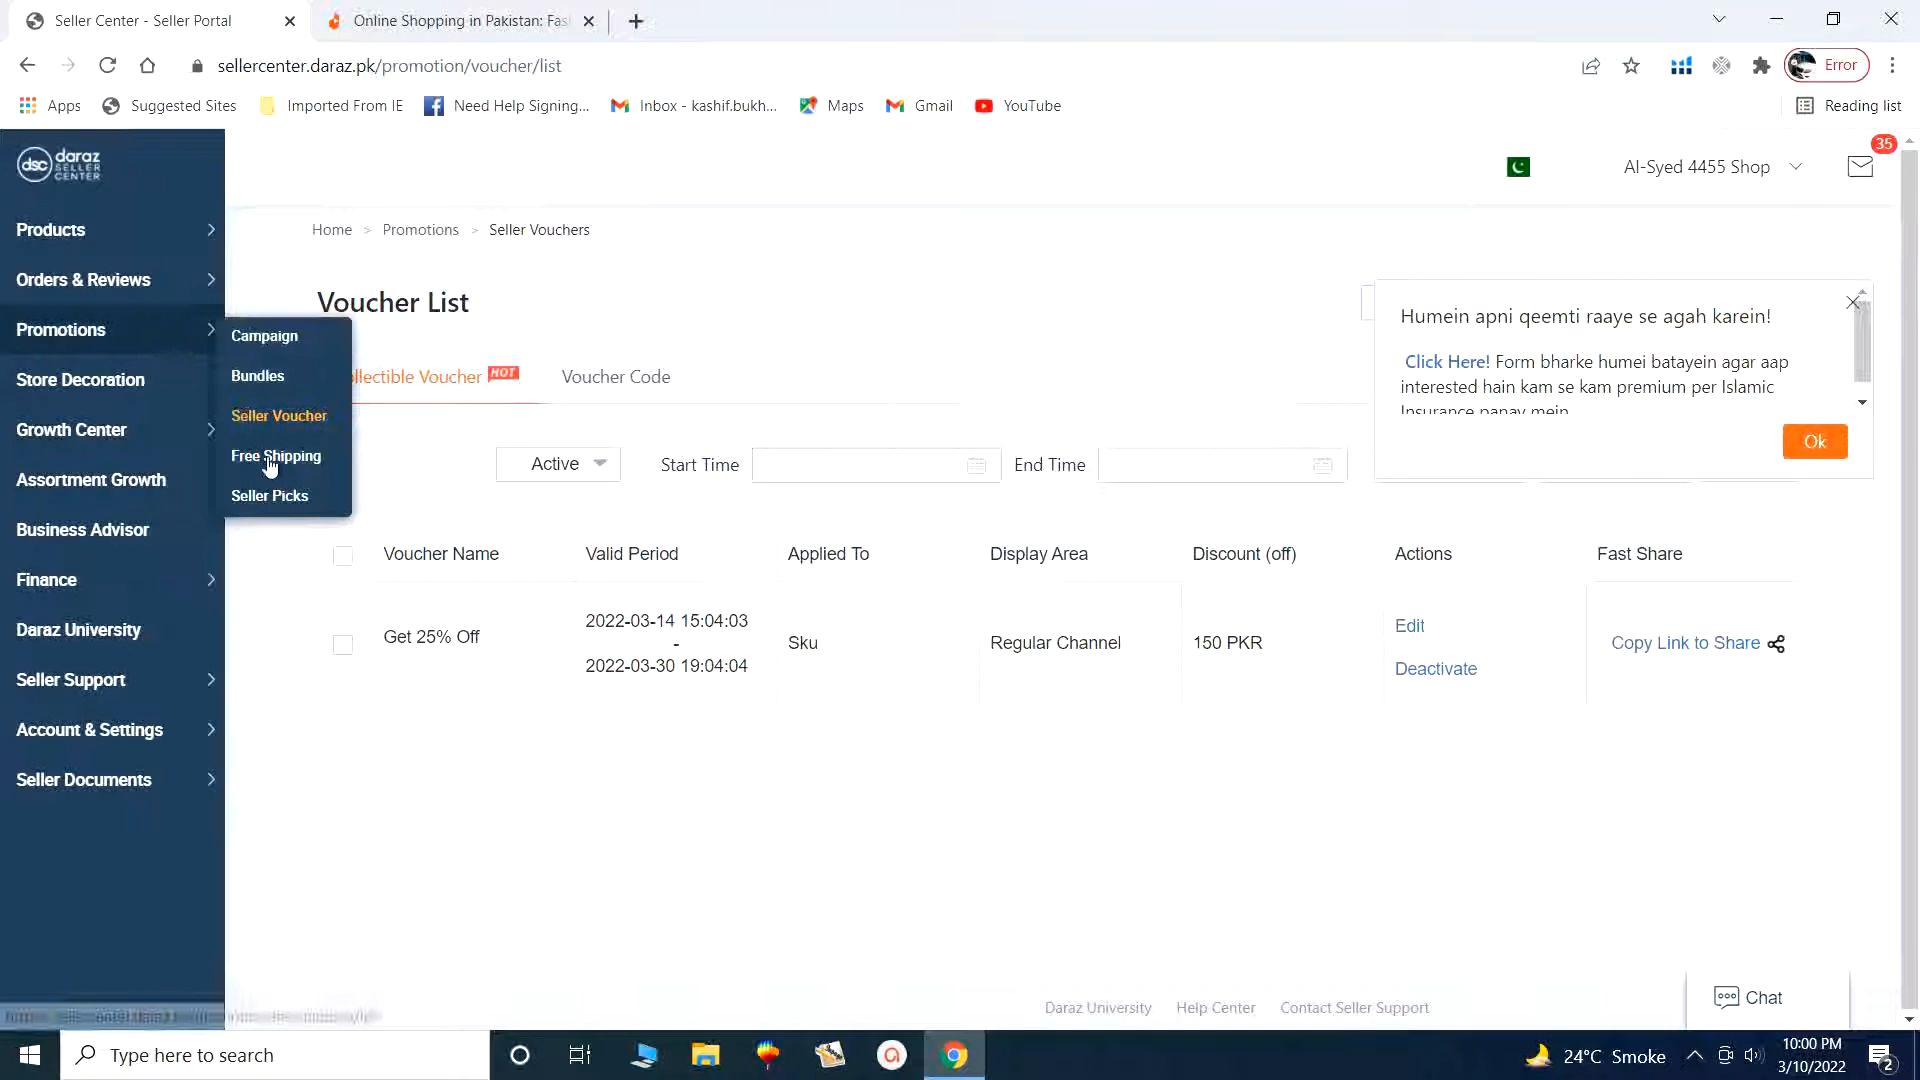 Seller Center - Seller Portal
Online Shopping in Pakistan: Fas
sellercenter.daraz.pk/promotion/voucher/list
Error
Apps
Suggested Sites
Imported From IE
Need Help Signing...
Inbox - kashif.bukh...
Maps
Gmail
YouTube
Reading list
dsc daraz
SELLER
CENTER
35
Al-Syed 4455 Shop
Products
Orders & Reviews
Promotions
Store Decoration
Growth Center
Assortment Growth
Business Advisor
Finance
Daraz University
Seller Support
Account & Settings
Seller Documents
Campaign
Bundles
Seller Voucher
Free Shipping
Seller Picks
Home > Promotions > Seller Vouchers
Voucher List
ollectible Voucher HOT
Voucher Code
Humein apni qeemti raaye se agah karein!
Click Here! Form bharke humei batayein agar aap
interested hain kam se kam premium per Islamic
Insurance panay mein
Ok
Active
Start Time
End Time
Voucher Name
Valid Period
Applied To
Display Area
Discount (off)
Actions
Fast Share
Get 25% Off
2022-03-14 15:04:03
-
2022-03-30 19:04:04
Sku
Regular Channel
150 PKR
Edit
Deactivate
Copy Link to Share
Daraz University
Help Center
Contact Seller Support
Chat
Type here to search
24°C Smoke
10:00 PM
3/10/2022
2